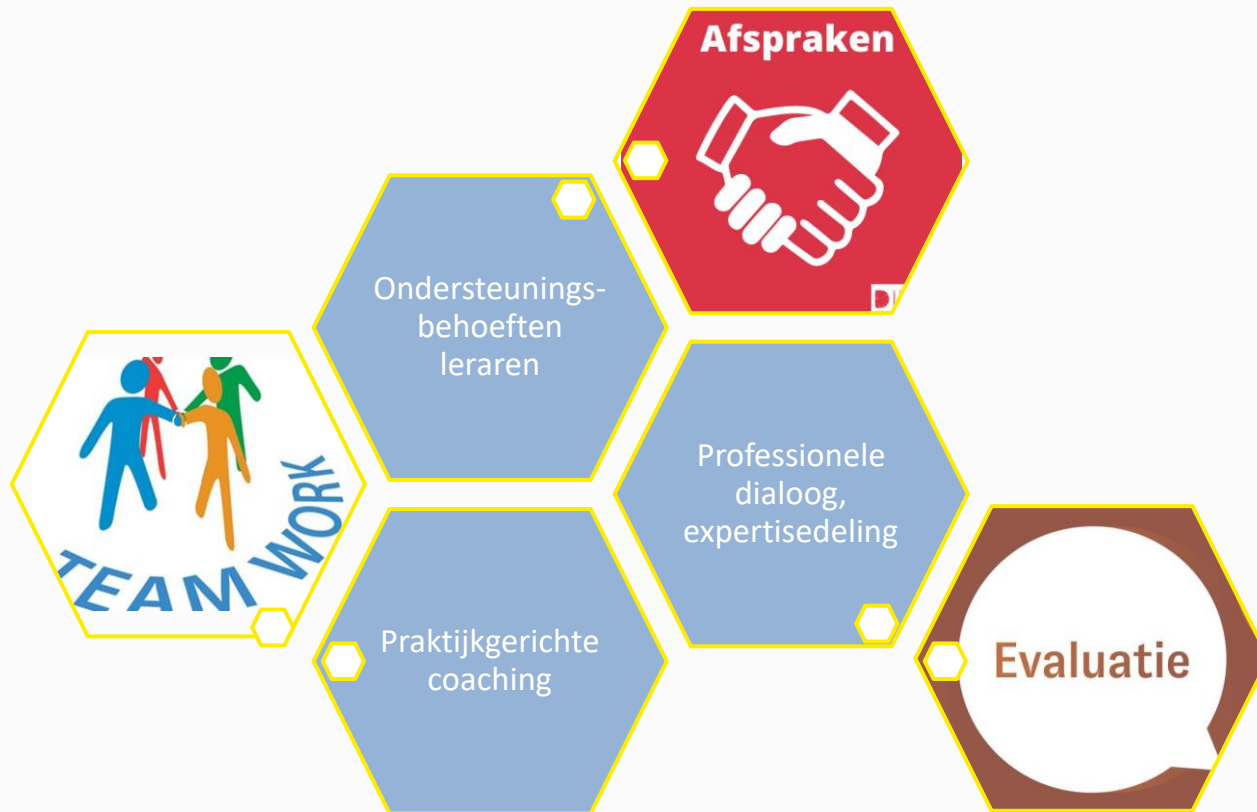 Afspraken
Ondersteunings-
behoeften
leraren
TEAM WORK
Professionele
dialoog,
expertisedeling
Praktijkgerichte
coaching
Evaluatie